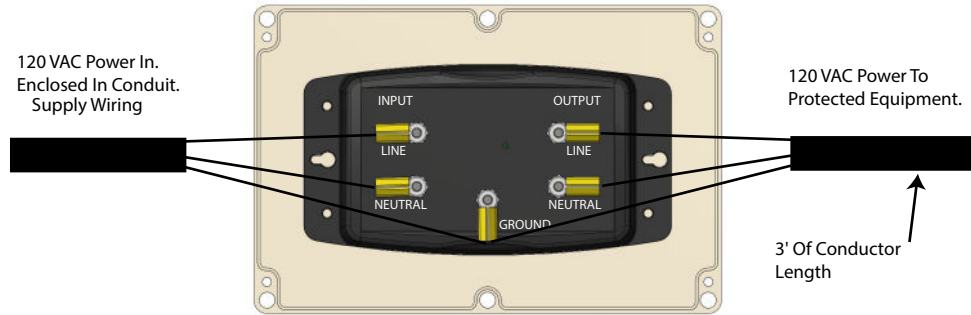 120 VAC Power In.
Enclosed In Conduit.
Supply Wiring
INPUT
LINE
NEUTRAL
GROUND
OUTPUT
LINE
NEUTRAL
120 VAC Power To
Protected Equipment.
3' Of Conductor
Length